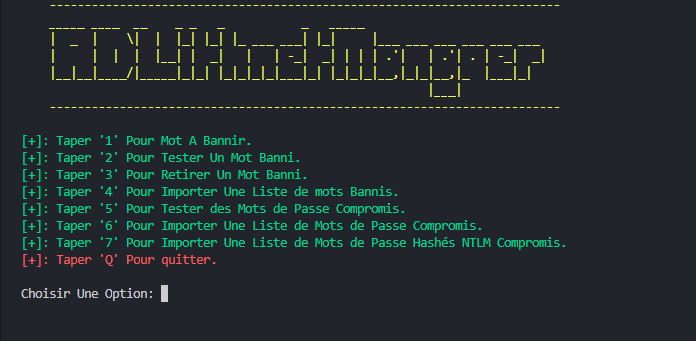 [+]: Taper '1' Pour Mot A Bannir.
[+]: Taper '2' Pour Tester Un Mot Banni.
[+]: Taper '3' Pour Retirer Un Mot Banni.
[+]: Taper '4' Pour Importer Une Liste de mots Bannis.
[+]: Taper '5' Pour Tester des Mots de Passe Compromis.
[+]: Taper '6' Pour Importer Une Liste de Mots de Passe Compromis.
[+]: Taper '7' Pour Importer Une Liste de Mots de Passe Hashés NTLM Compromis.
[+]: Taper 'Q' Pour quitter.
Choisir Une Option: